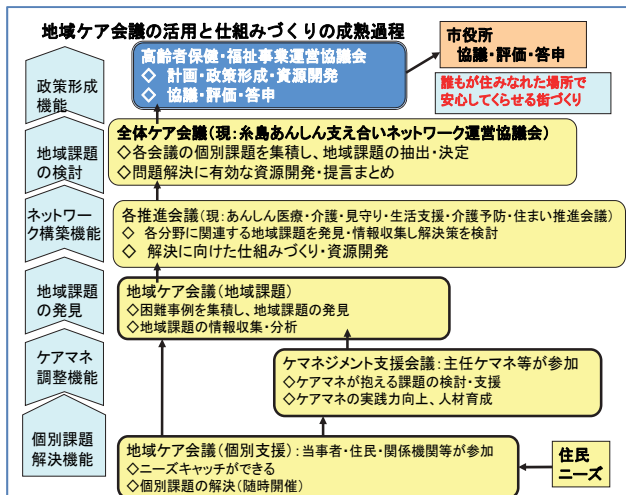 地域ケア会議の活用と仕組みづくりの成熟過程
高齢者保健・福祉事業運営協議会
◇ 計画・政策形成・資源開発
◇ 協議・評価・答申
市役所
協議・評価・答申
誰もが住みなれた場所で
安心してくらせる街づくり
政策形成
機能
全体ケア会議(現:糸島あんしん支え合いネットワーク運営協議会)
◇各会議の個別課題を集積し、地域課題の抽出・決定
◇問題解決に有効な資源開発・提言まとめ
地域課題
の検討
各推進会議(現:あんしん医療・介護・見守り・生活支援・介護予防・住まい推進会議)
◇ 各分野に関連する地域課題を発見・情報収集し解決策を検討
◇ 解決に向けた仕組みづくり・資源開発
ネットワー
ク構築機能
地域ケア会議(地域課題)
◇困難事例を集積し、地域課題の発見
◇地域課題の情報収集・分析
地域課題
の発見
ケマネジメント支援会議:主任ケマネ等が参加
◇ケアマネが抱える課題の検討・支援
◇ケアマネの実践力向上、人材育成
ケアマネ
調整機能
地域ケア会議(個別支援):当事者・住民・関係機関等が参加
◇ニーズキャッチができる
◇個別課題の解決(随時開催)
個別課題
解決機能
住民
ニーズ